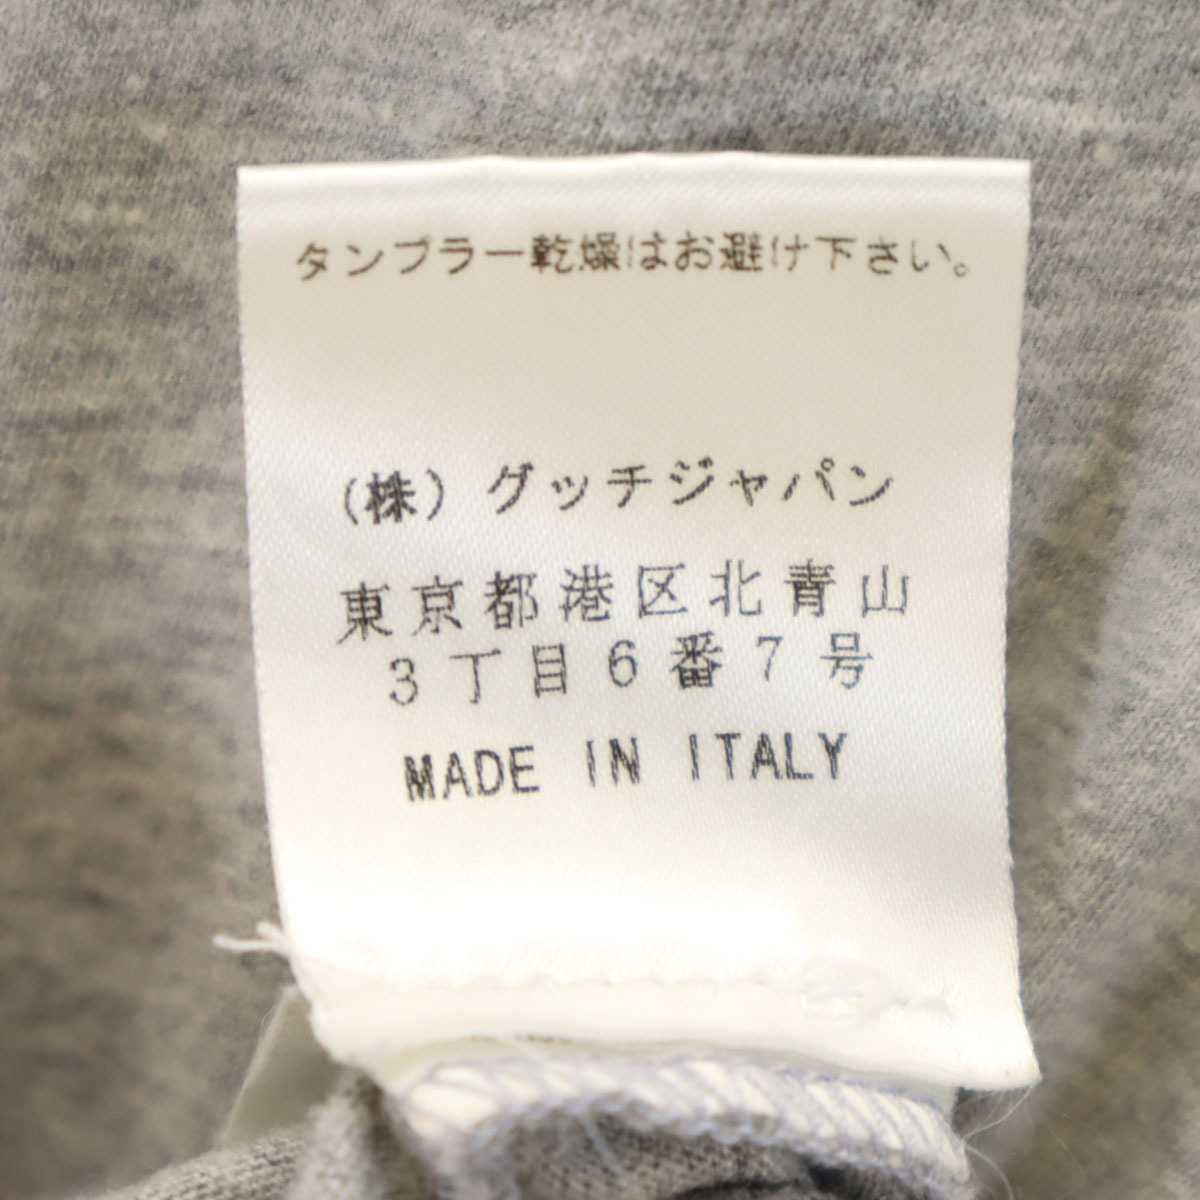 タンブラー乾燥はお避け下さい。
(株) グッチジャパン
東京都港区北青山
3丁目6番7号
MADE IN ITALY